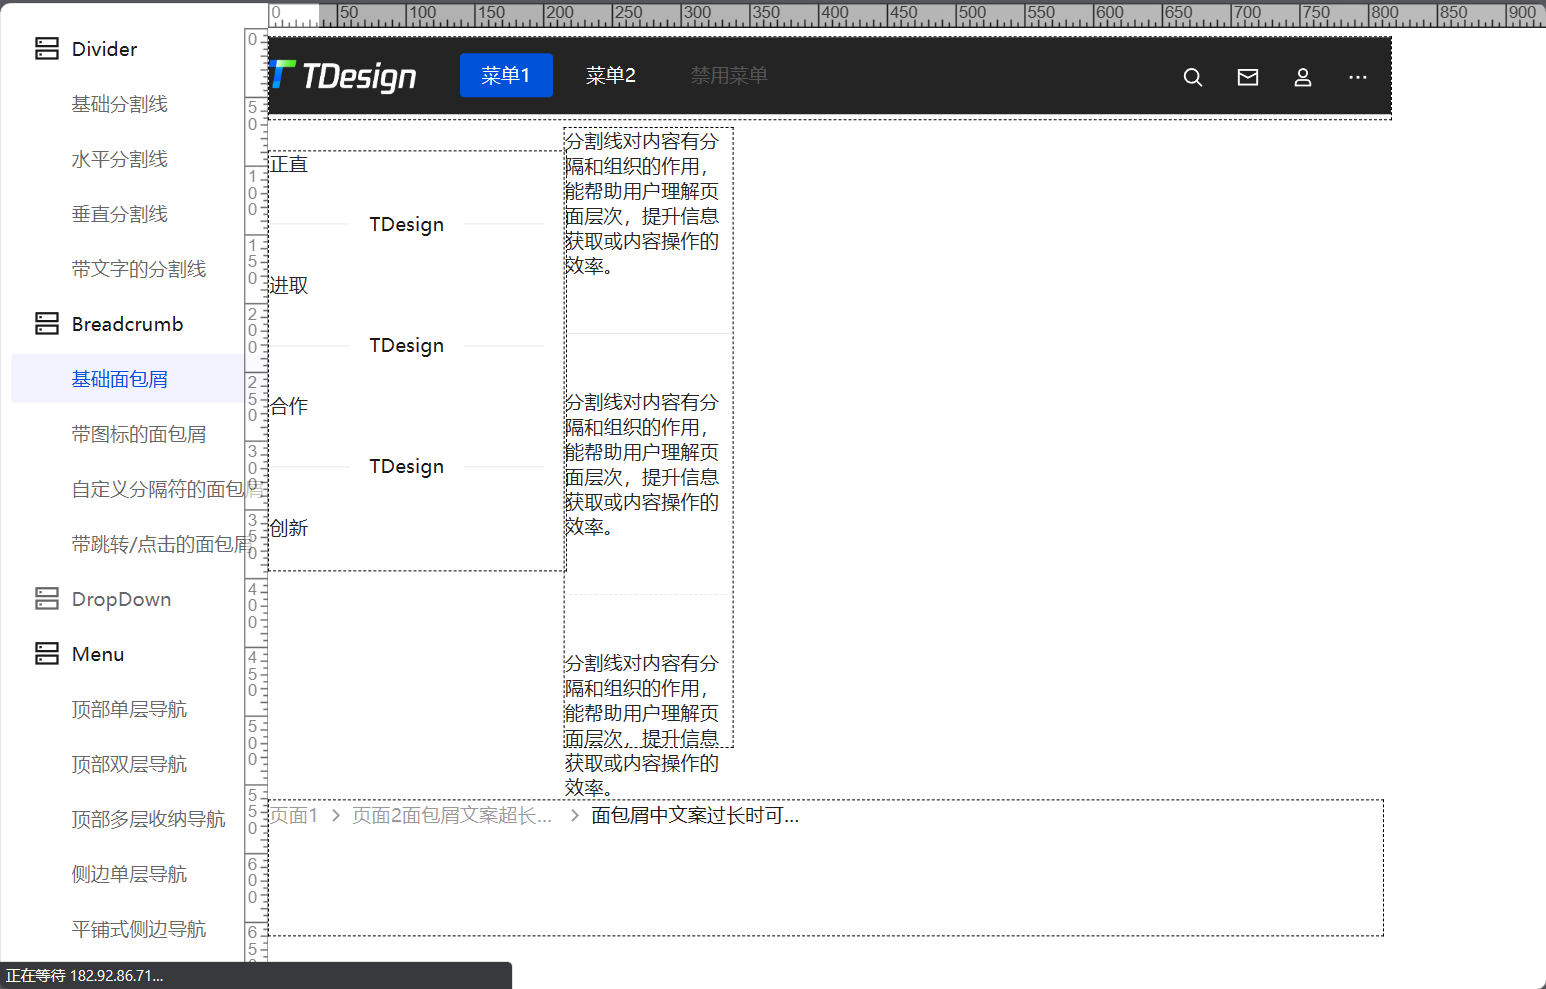 Divider
基础分割线
水平分割线
垂直分割线
带文字的分割线
Breadcrumb
基础面包屑
带图标的面包屑
自定义分隔符的面包屑
带跳转/点击的面包屑
DropDown
Menu
顶部单层导航
顶部双层导航
顶部多层收纳导航
侧边单层导航
平铺式侧边导航
正在等待 182.92.86.71...
0 50 100 150 200 250 300 350 400 450 500 550 600 650 700 750 800 850 900
0
50
100
150
200
250
300
350
400
450
500
550
600
65
TDesign 菜单1 菜单2 禁用菜单
正直
TDesign
进取
TDesign
合作
TDesign
创新
分割线对内容有分
隔和组织的作用，
能帮助用户理解页
面层次，提升信息
获取或内容操作的
效率。
分割线对内容有分
隔和组织的作用，
能帮助用户理解页
面层次，提升信息
获取或内容操作的
效率。
分割线对内容有分
隔和组织的作用，
能帮助用户理解页
面层次，提升信息
获取或内容操作的
效率。
页面1 > 页面2面包屑文案超长... > 面包屑中文案过长时可...